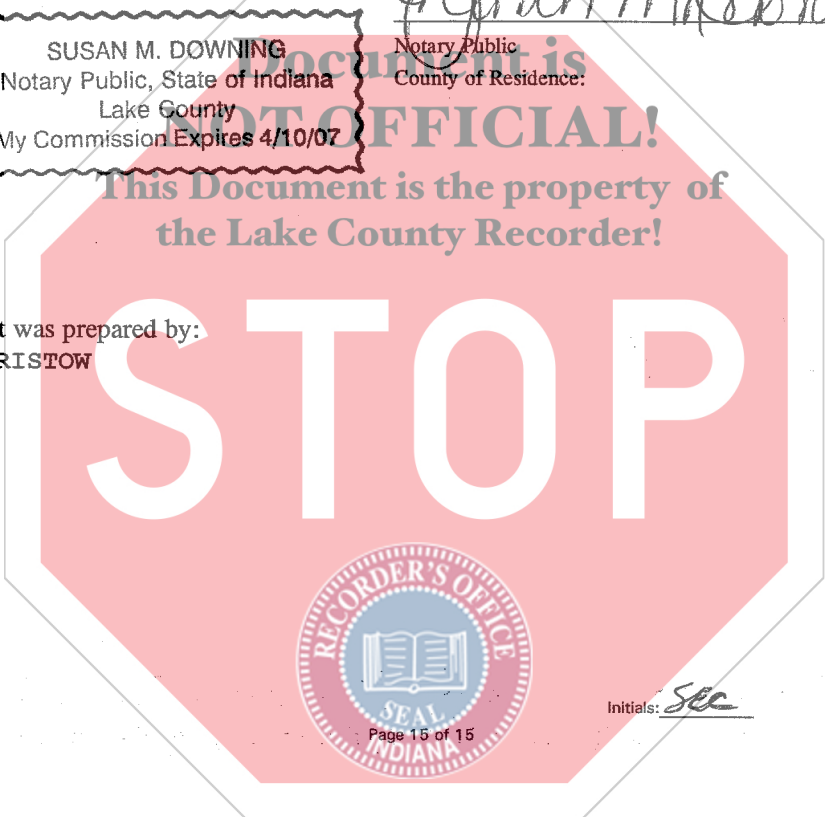 SUSAN M. DOWNING
Notary Public, State of Indiana
Lake County
My Commission Expires 4/10/07
Notary Public
County of Residence:
Document is
NOT OFFICIAL!
This Document is the property of
the Lake County Recorder!
t was prepared by:
RISTOW
STOP
RECORDER'S OFFICE
SEAL
INDIANA
Initials:
Page 15 of 15